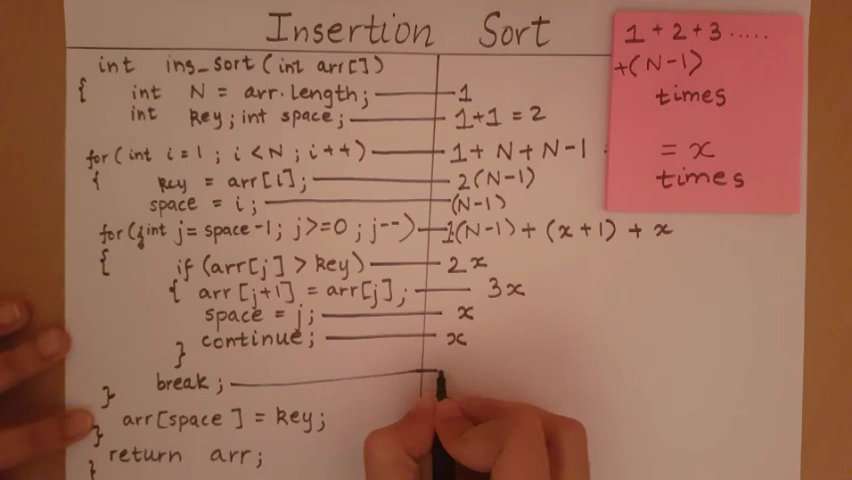 Insertion Sort
int ins_sort (int arr[])
{ int N = arr.length; 1
int key; int space; 1+1 = 2
for (int i=1; i<N; i++) 1+ N + N-1
{ key = arr[i]; 2(N-1)
space = i; (N-1)
for(int j= space-1; j>=0; j--) 1(N-1) + (x+1) + x
{ if (arr[j] > key) 2x
{ arr[j+1] = arr[j]; 3x
space = j; x
continue; x
}
break;
}
arr[space] = key;
}
return arr;
}
1 + 2 + 3 .....
+(N-1)
times
= x
times